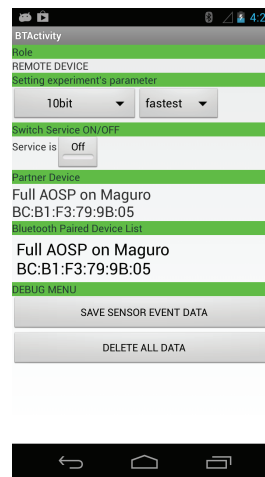 4:2
BTActivity
Role
REMOTE DEVICE
Setting experiment's parameter
10bit fastest
Switch Service ON/OFF
Service is Off
Partner Device
Full AOSP on Maguro
BC:B1:F3:79:9B:05
Bluetooth Paired Device List
Full AOSP on Maguro
BC:B1:F3:79:9B:05
DEBUG MENU
SAVE SENSOR EVENT DATA
DELETE ALL DATA